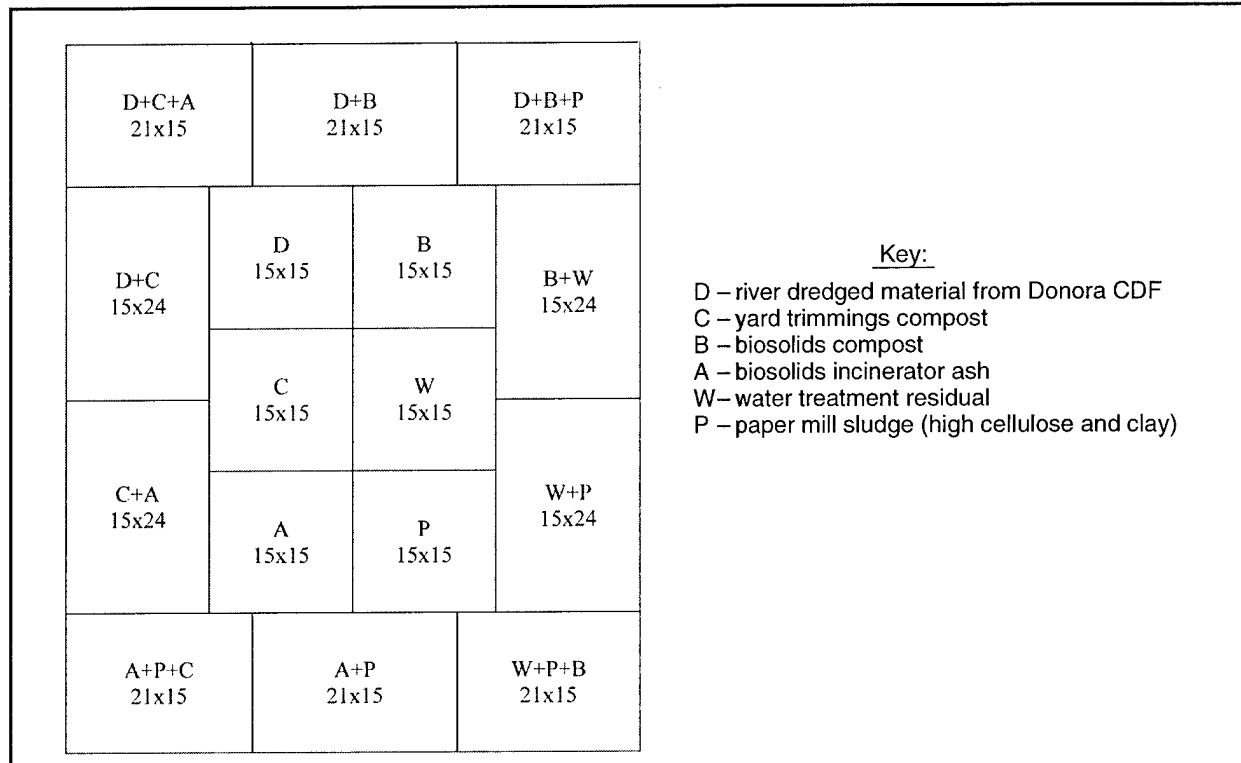 D+C+A
21x15
D+B
21x15
D+B+P
21x15
D+C
15x24
D
15x15
B
15x15
B+W
15x24
C
15x15
W
15x15
C+A
15x24
A
15x15
P
15x15
W+P
15x24
A+P+C
21x15
A+P
21x15
W+P+B
21x15
Key:
D – river dredged material from Donora CDF
C – yard trimmings compost
B – biosolids compost
A – biosolids incinerator ash
W – water treatment residual
P – paper mill sludge (high cellulose and clay)